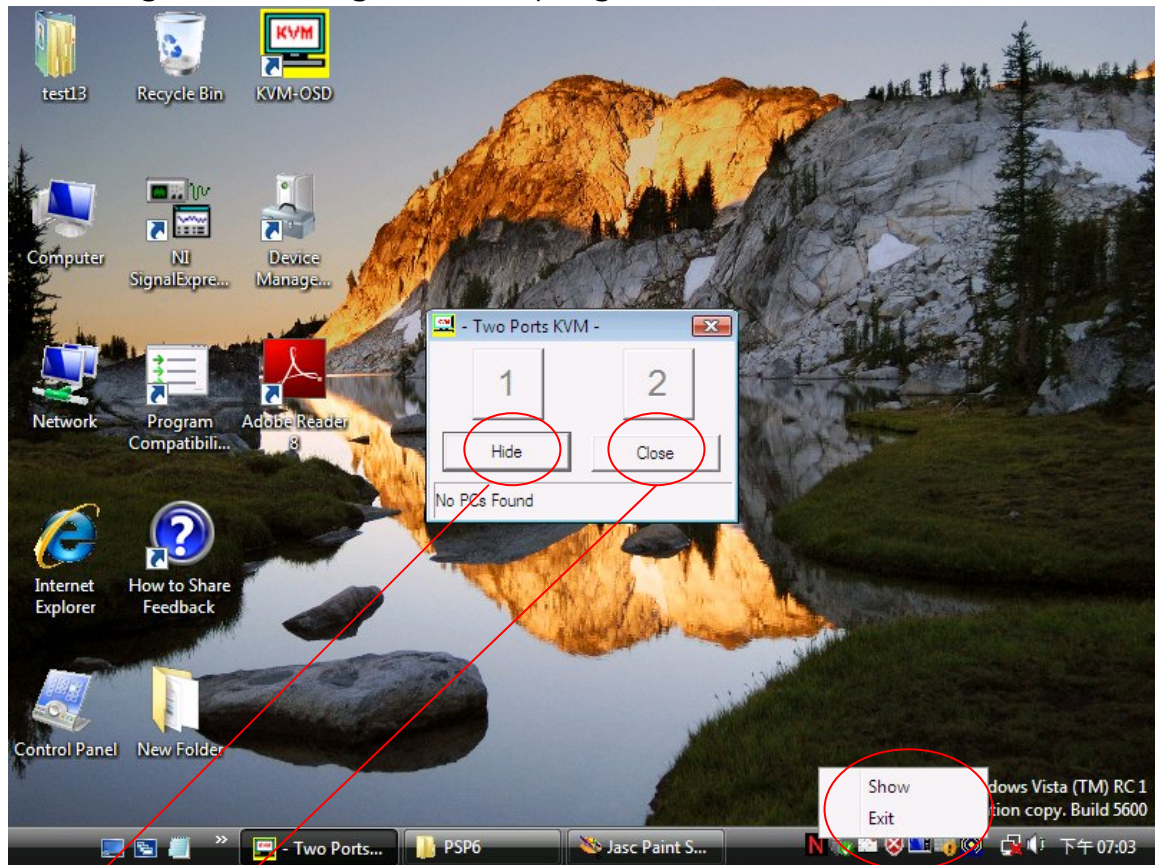 KVM
test13
Recycle Bin
KVM-OSD
Computer
NI
SignalExpre...
Device
Manage...
- Two Ports KVM -
1
2
Hide
Close
No PCs Found
Network
Program
Compatibili...
Adobe Reader
8
Internet
Explorer
How to Share
Feedback
Control Panel
New Folder
Show
Exit
dows Vista (TM) RC 1
tion copy. Build 5600
- Two Ports...
PSP6
Jasc Paint S...
N
下午 07:03